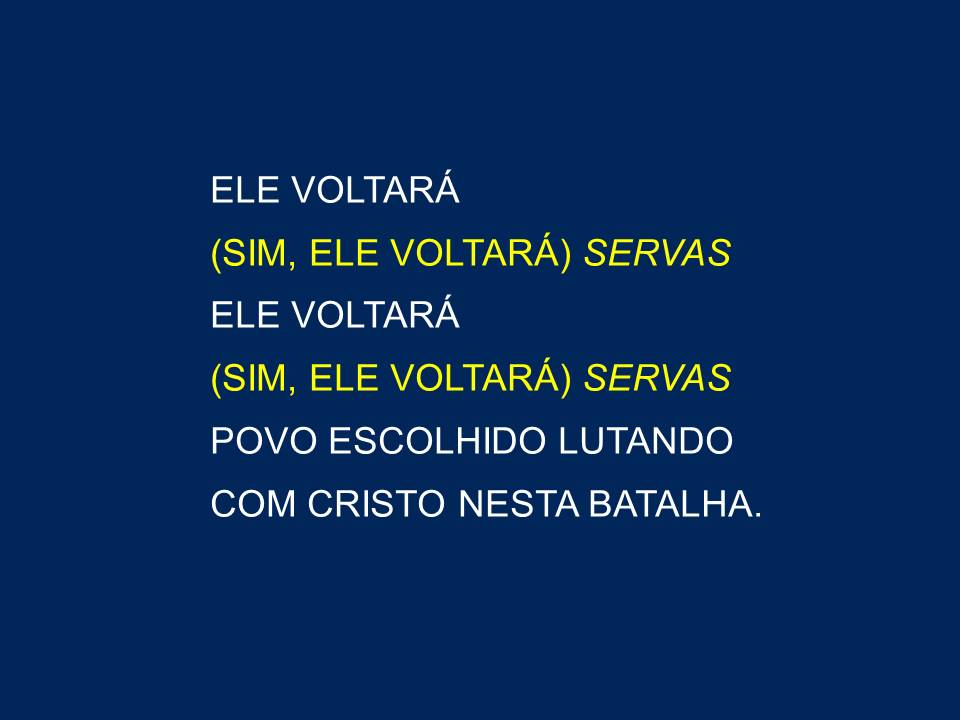 ELE VOLTARÁ
(SIM, ELE VOLTARÁ) SERVAS
ELE VOLTARÁ
(SIM, ELE VOLTARÁ) SERVAS
POVO ESCOLHIDO LUTANDO
COM CRISTO NESTA BATALHA.